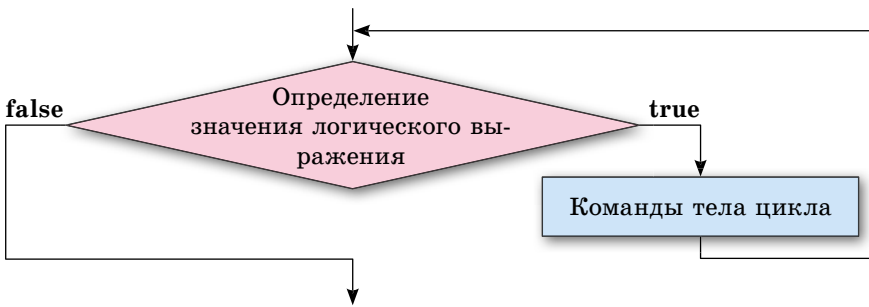 false
Определение
значения логического вы-
ражения
true
Команды тела цикла